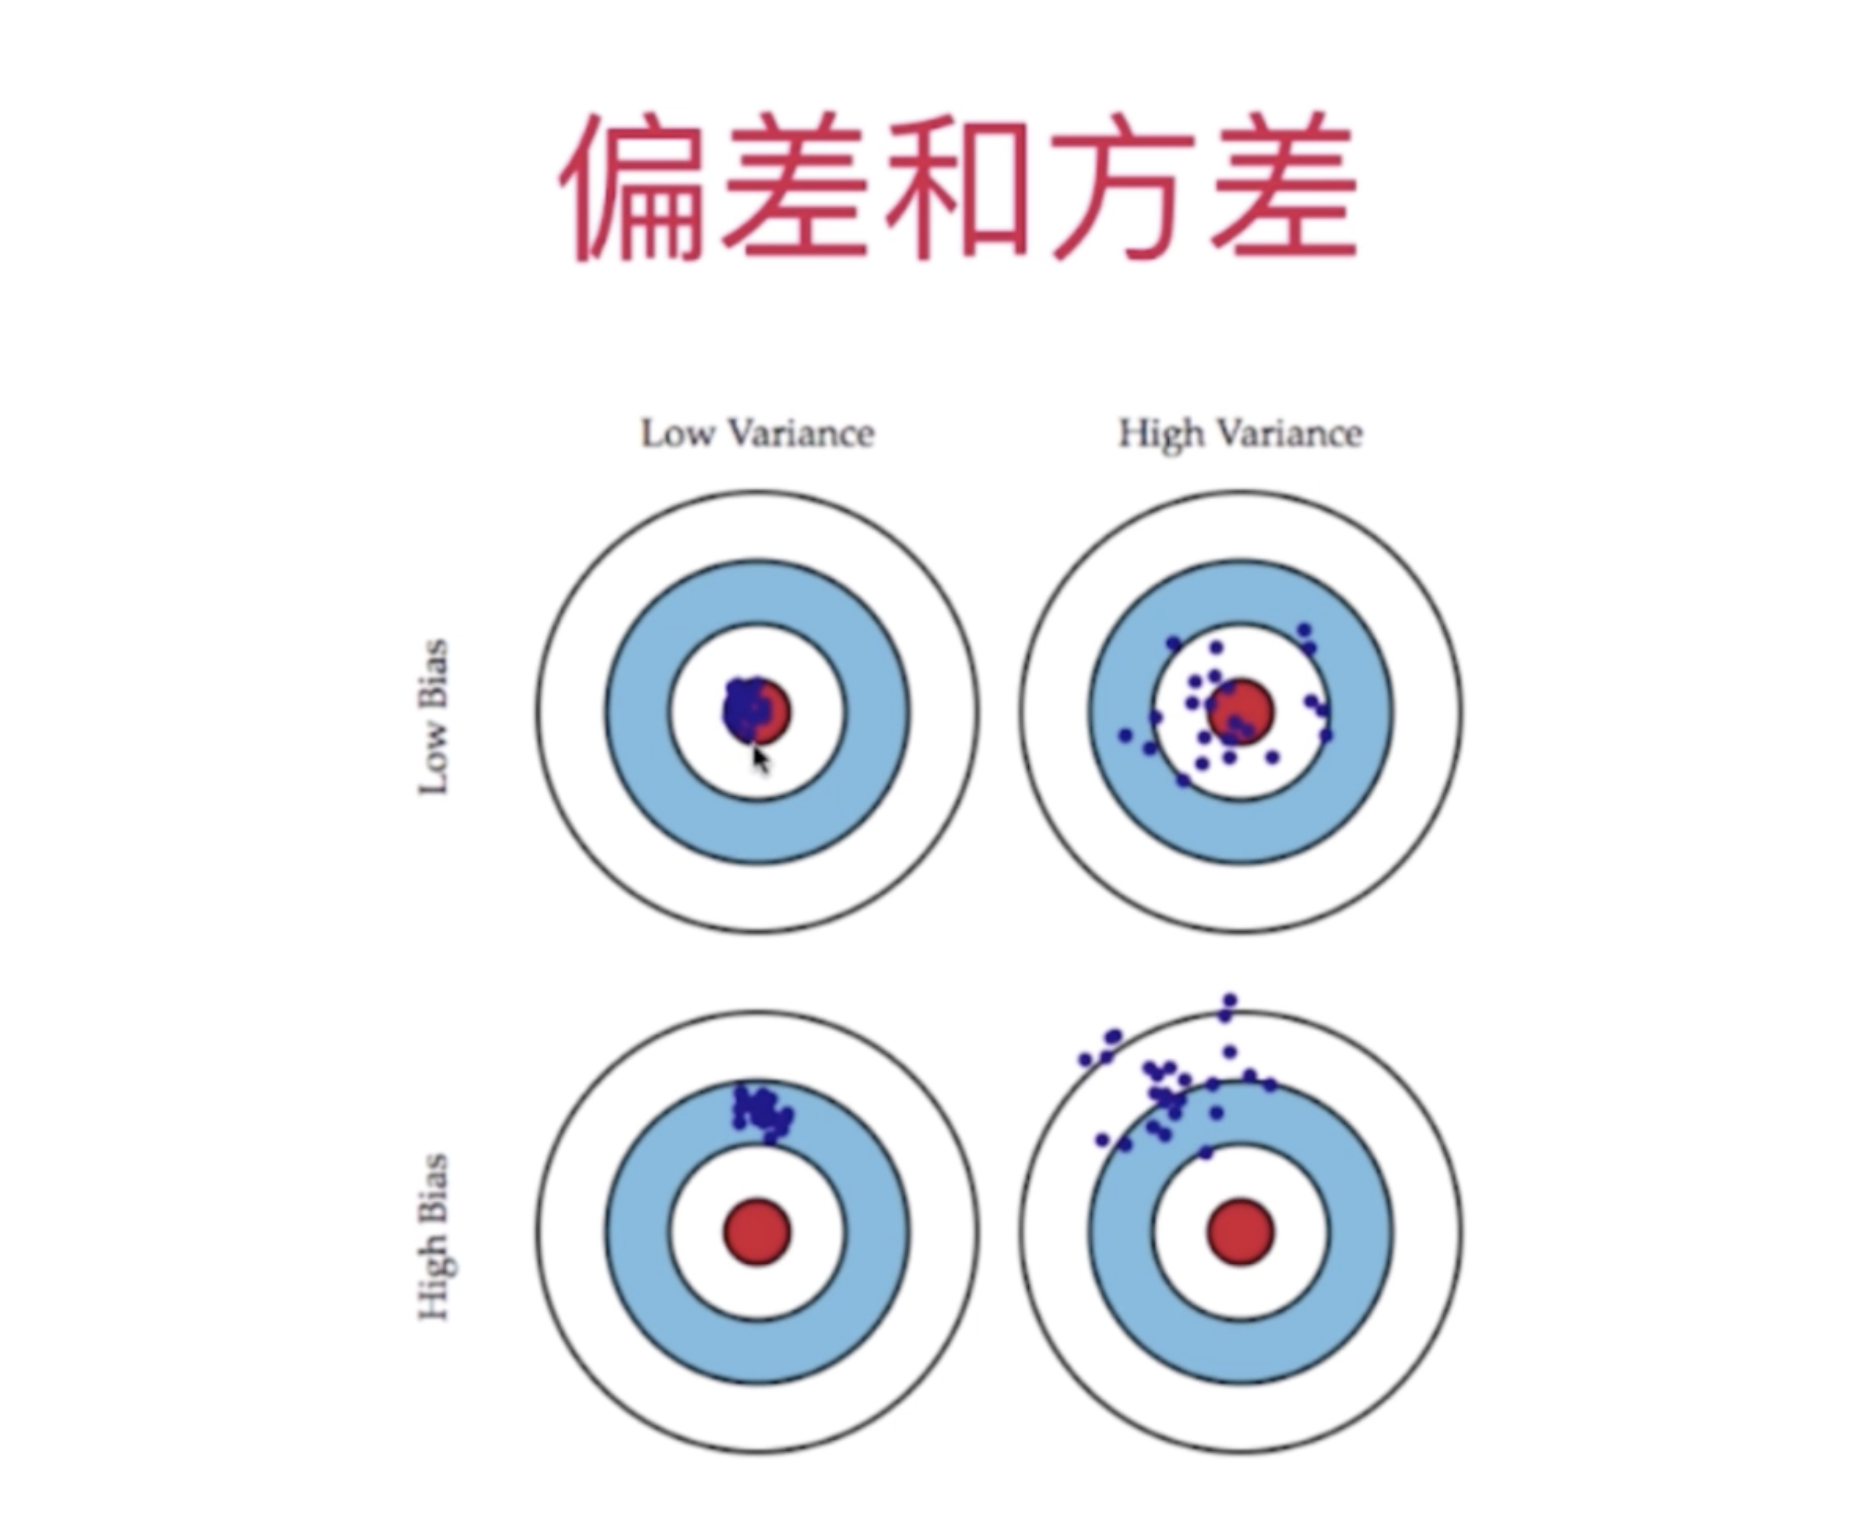 偏差和方差
Low Variance
High Variance
Low Bias
High Bias